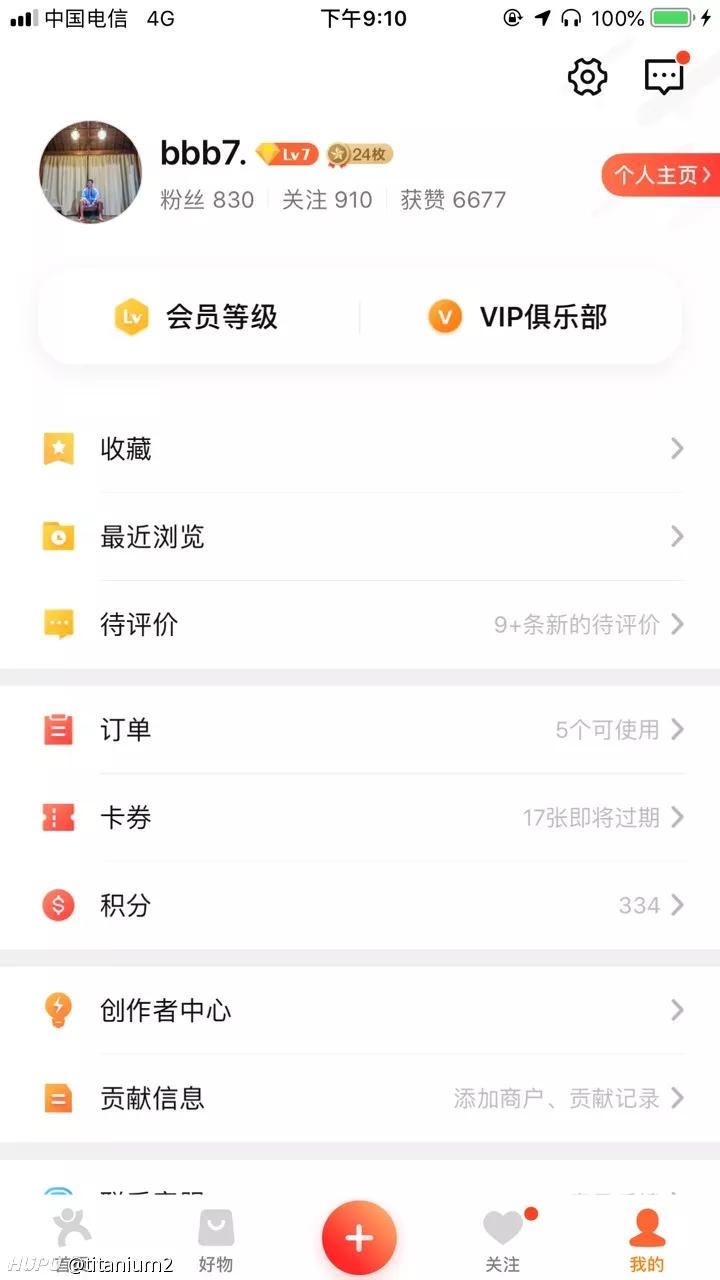 中国电信 4G 下午9:10 100%
bbb7. Lv7 24枚
个人主页
粉丝 830 关注 910 获赞 6677
Lv 会员等级 V VIP俱乐部
收藏
最近浏览
待评价 9+条新的待评价
订单 5个可使用
卡券 17张即将过期
积分 334
创作者中心
贡献信息 添加商户、贡献记录
首页 好物 关注 我的
HUPU @titanium2